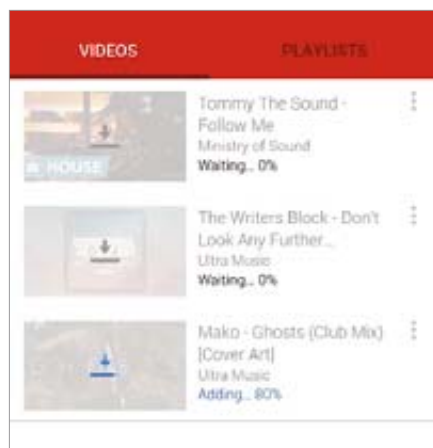 VIDEOS
PLAYLISTS
Tommy The Sound -
Follow Me
Ministry of Sound
Waiting... 0%
HOUSE
The Writers Block - Don't
Look Any Further...
Ultra Music
Waiting... 0%
Mako - Ghosts (Club Mix)
[Cover Art]
Ultra Music
Adding... 80%